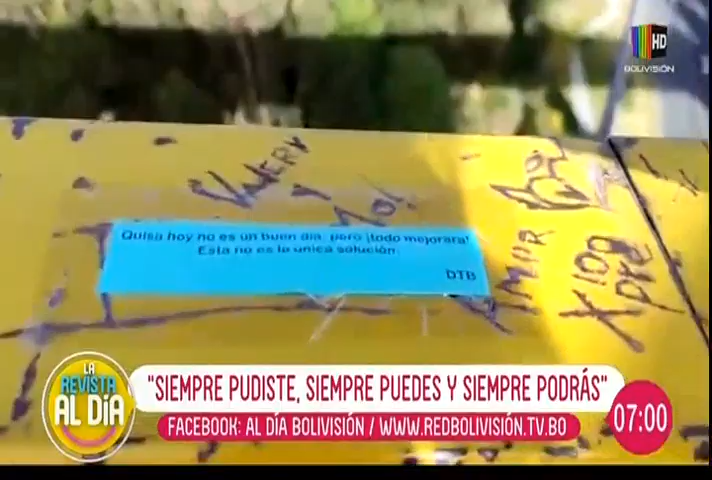 HD
BOLIVISIÓN
Quisa hoy no es un buen dia, pero ¡todo mejorara!
Esta no es la unica solución
DTB
LA
REVISTA
AL DÍA
"SIEMPRE PUDISTE, SIEMPRE PUEDES Y SIEMPRE PODRÁS"
FACEBOOK: AL DÍA BOLIVISIÓN / WWW.REDBOLIVISIÓN.TV.BO
07:00